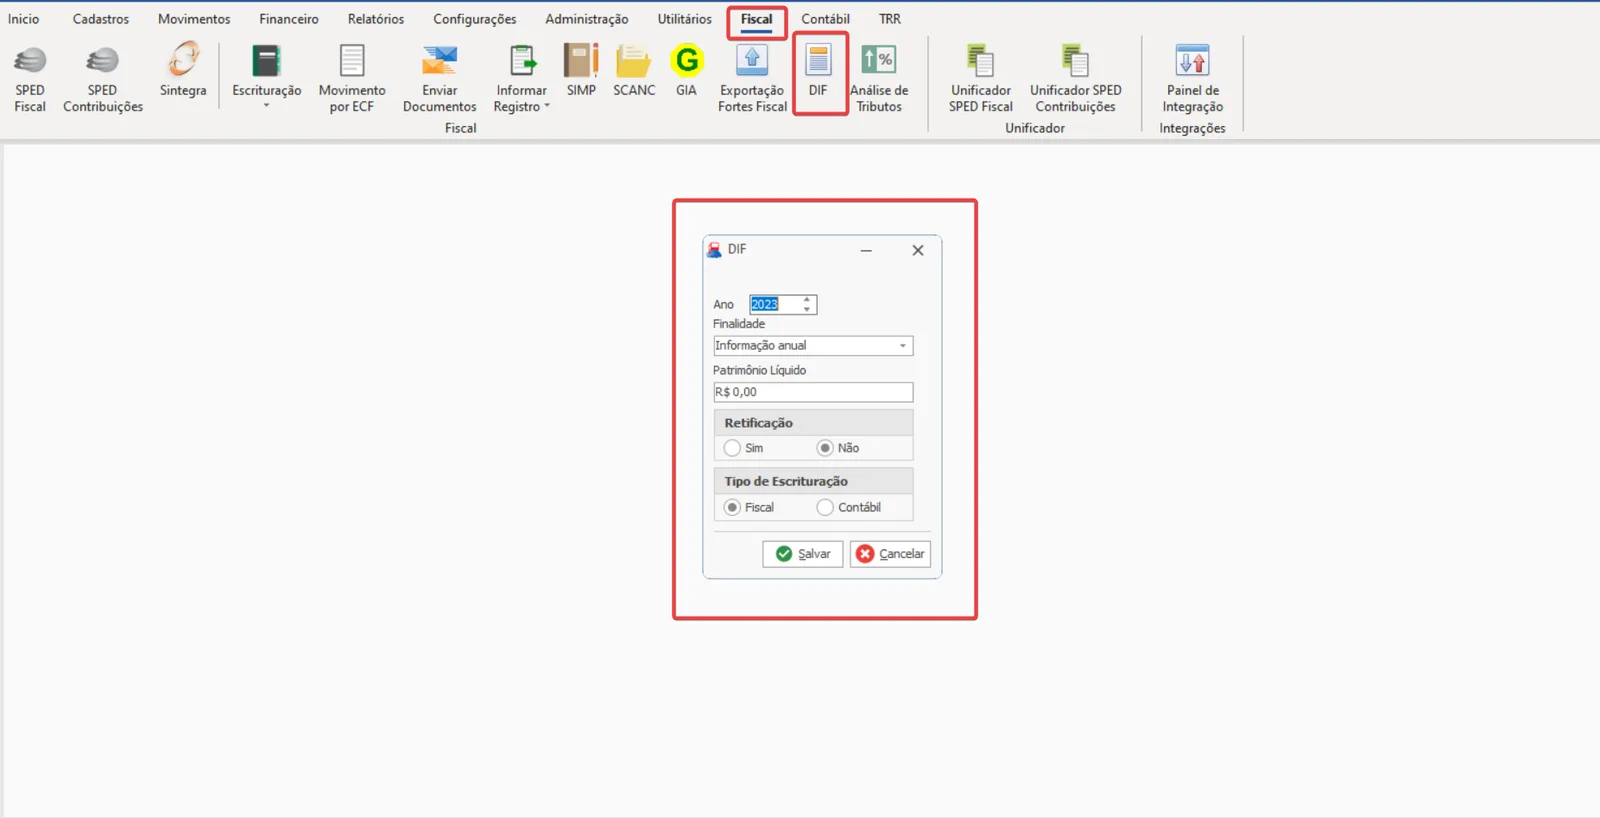 Inicio Cadastros Movimentos Financeiro Relatórios Configurações Administração Utilitários Fiscal Contábil TRR
SPED Fiscal
SPED Contribuições
Sintegra
Escrituração
Movimento por ECF
Enviar Documentos
Informar Registro
SIMP
SCANC
G
GIA
Exportação Fortes Fiscal
DIF
%
Análise de Tributos
Fiscal
Unificador SPED Fiscal
Unificador SPED Contribuições
Unificador
Painel de Integração
Integrações
DIF
Ano 2023
Finalidade
Informação anual
Patrimônio Líquido
R$ 0,00
Retificação
Sim Não
Tipo de Escrituração
Fiscal Contábil
Salvar Cancelar